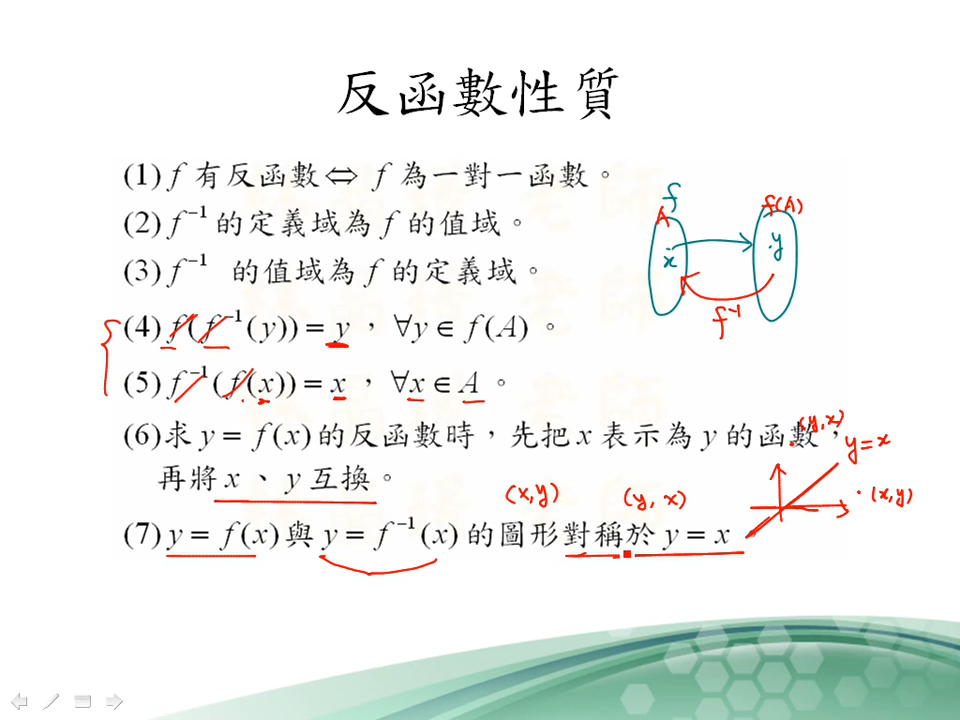 反函數性質
(1) f 有反函數 ⇔ f 為一對一函數。
(2) f⁻¹ 的定義域為 f 的值域。
(3) f⁻¹ 的值域為 f 的定義域。
(4) f(f⁻¹(y)) = y，∀y ∈ f(A)。
(5) f⁻¹(f(x)) = x，∀x ∈ A。
(6)求 y = f(x) 的反函數時，先把 x 表示為 y 的函數，
再將 x、y 互換。
(7) y = f(x) 與 y = f⁻¹(x) 的圖形對稱於 y = x
f
A
f(A)
x
y
f⁻¹
(x,y)
(y, x)
(y,x)
y=x
(x,y)